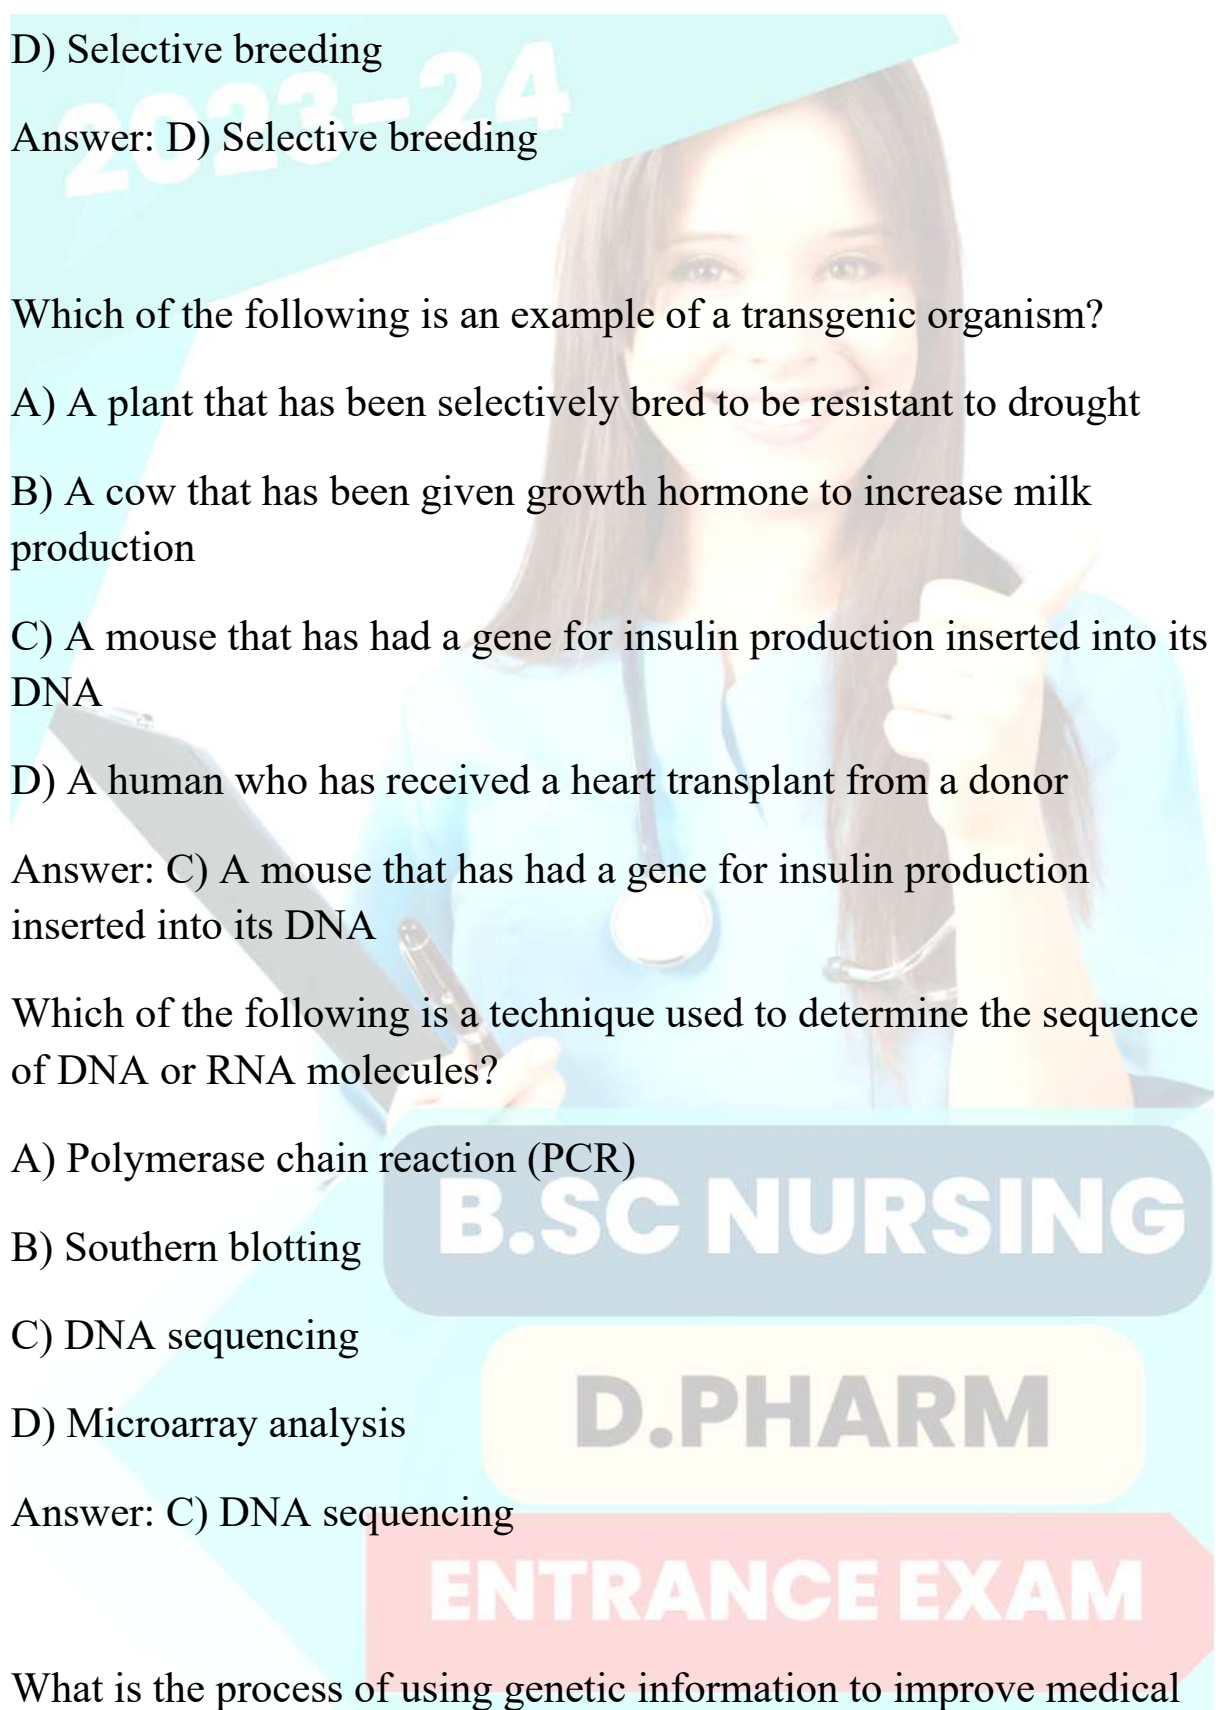 D) Selective breeding
2023-24
Answer: D) Selective breeding
Which of the following is an example of a transgenic organism?
A) A plant that has been selectively bred to be resistant to drought
B) A cow that has been given growth hormone to increase milk
production
C) A mouse that has had a gene for insulin production inserted into its
DNA
D) A human who has received a heart transplant from a donor
Answer: C) A mouse that has had a gene for insulin production
inserted into its DNA
Which of the following is a technique used to determine the sequence
of DNA or RNA molecules?
A) Polymerase chain reaction (PCR)
B.SC NURSING
B) Southern blotting
C) DNA sequencing
D.PHARM
D) Microarray analysis
Answer: C) DNA sequencing
ENTRANCE EXAM
What is the process of using genetic information to improve medical